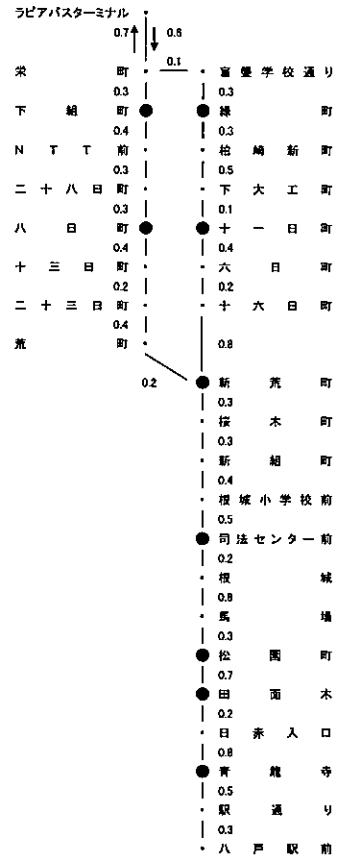 ラピアバスターミナル
0.7 0.6
0.1
栄町 盲聾学校通り
0.3 0.3
下組町 緑町
0.4 0.3
NTT前 柏崎新町
0.3 0.5
二十八日町 下大工町
0.3 0.1
八日町 十一日町
0.4 0.4
十三日町 六日町
0.2 0.2
二十三日町 十六日町
0.4
荒町 0.8
0.2 新荒町
0.3
桜木町
0.3
新組町
0.4
根城小学校前
0.5
司法センター前
0.2
根城
0.8
馬場
0.3
松園町
0.7
田面木
0.2
日赤入口
0.8
青龍寺
0.5
駅通り
0.3
八戸駅前